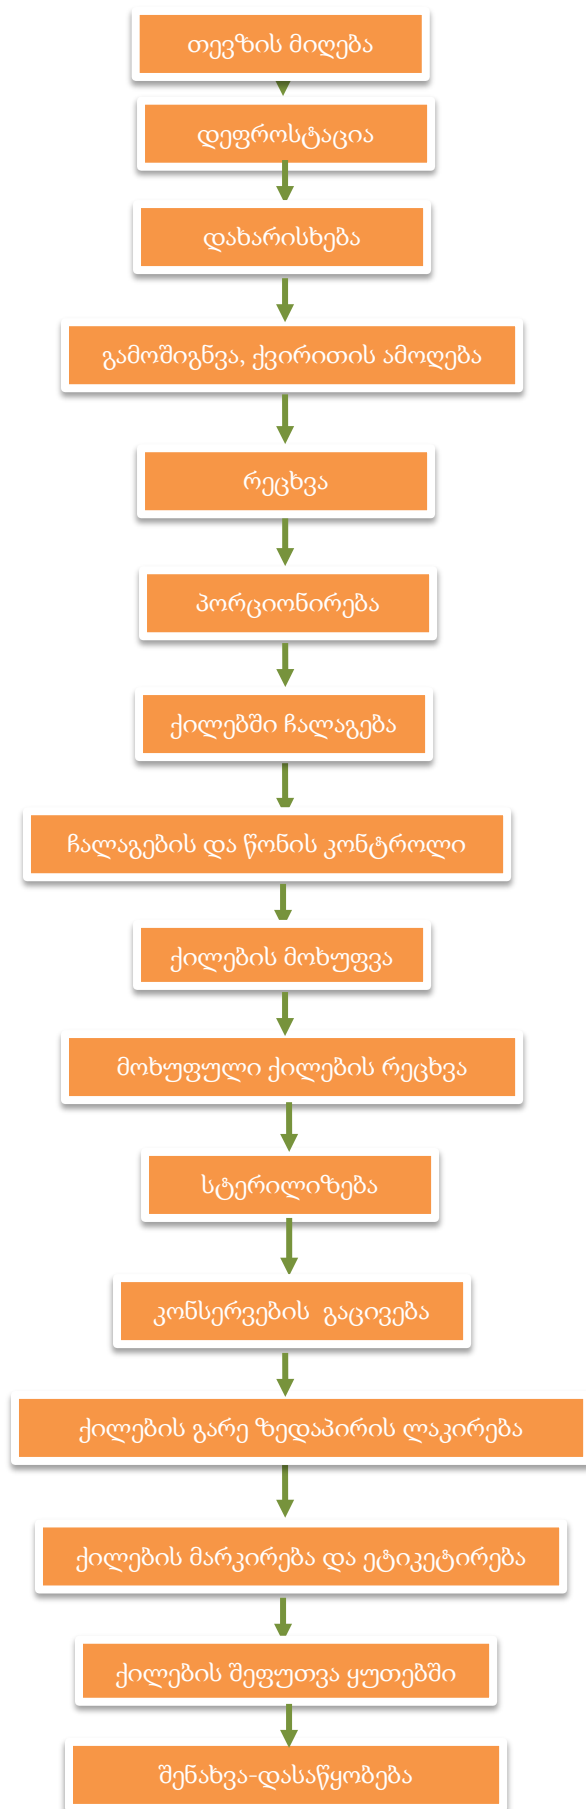 თევზის მიღება
დეფროსტაცია
დახარისხება
გამოშიგნვა, ქვირითის ამოღება
რეცხვა
პორციონირება
ქილებში ჩალაგება
ჩალაგების და წონის კონტროლი
ქილების მოხუფვა
მოხუფული ქილების რეცხვა
სტერილიზება
კონსერვების გაცივება
ქილების გარე ზედაპირის ლაკირება
ქილების მარკირება და ეტიკეტირება
ქილების შეფუთვა ყუთებში
შენახვა-დასაწყობება